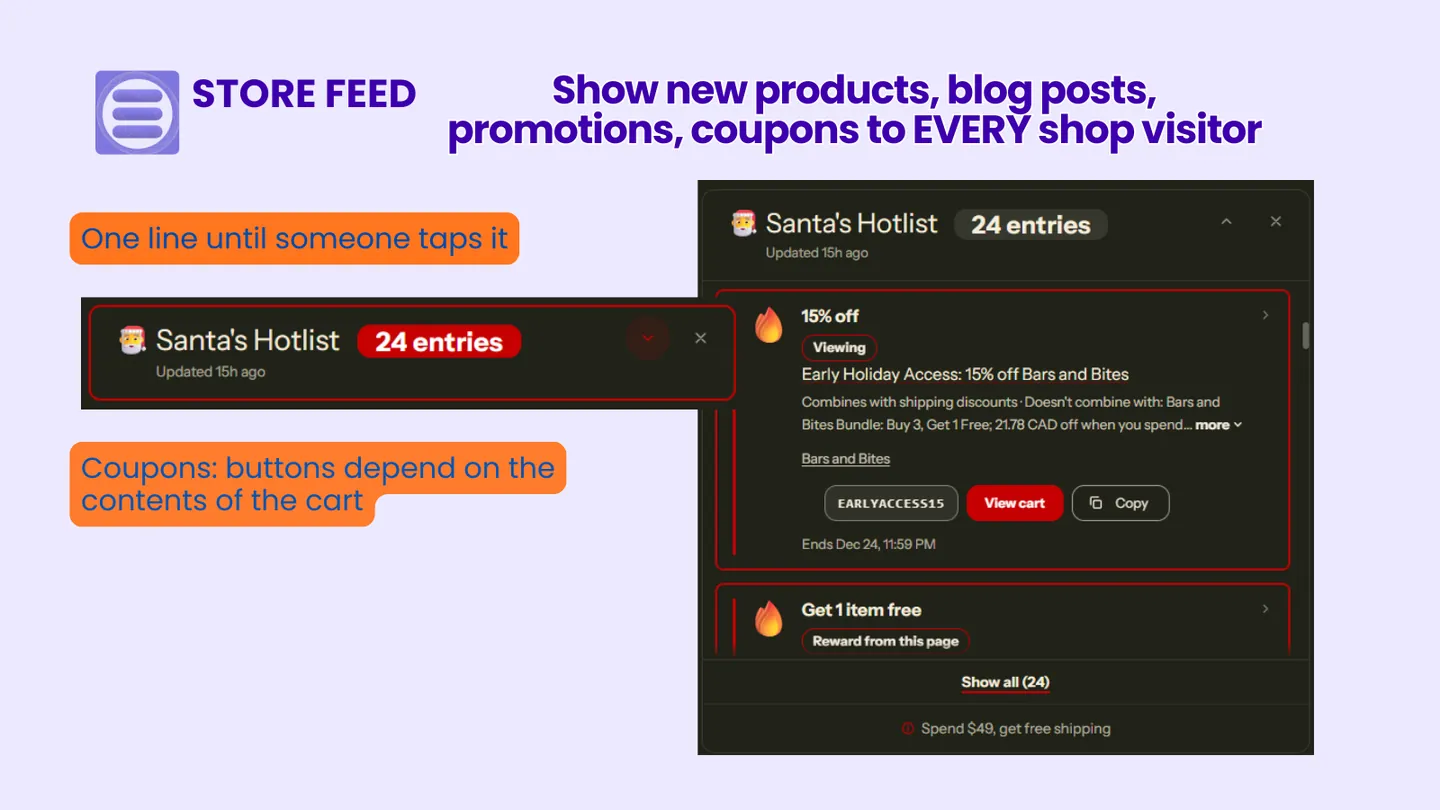 STORE FEED
Show new products, blog posts,
promotions, coupons to EVERY shop visitor
One line until someone taps it
Santa's Hotlist 24 entries
Updated 15h ago
Coupons: buttons depend on the
contents of the cart
Santa's Hotlist 24 entries
Updated 15h ago
15% off
Viewing
Early Holiday Access: 15% off Bars and Bites
Combines with shipping discounts · Doesn't combine with: Bars and
Bites Bundle: Buy 3, Get 1 Free; 21.78 CAD off when you spend... more
Bars and Bites
EARLYACCESS15 View cart Copy
Ends Dec 24, 11:59 PM
Get 1 item free
Reward from this page
Show all (24)
Spend $49, get free shipping